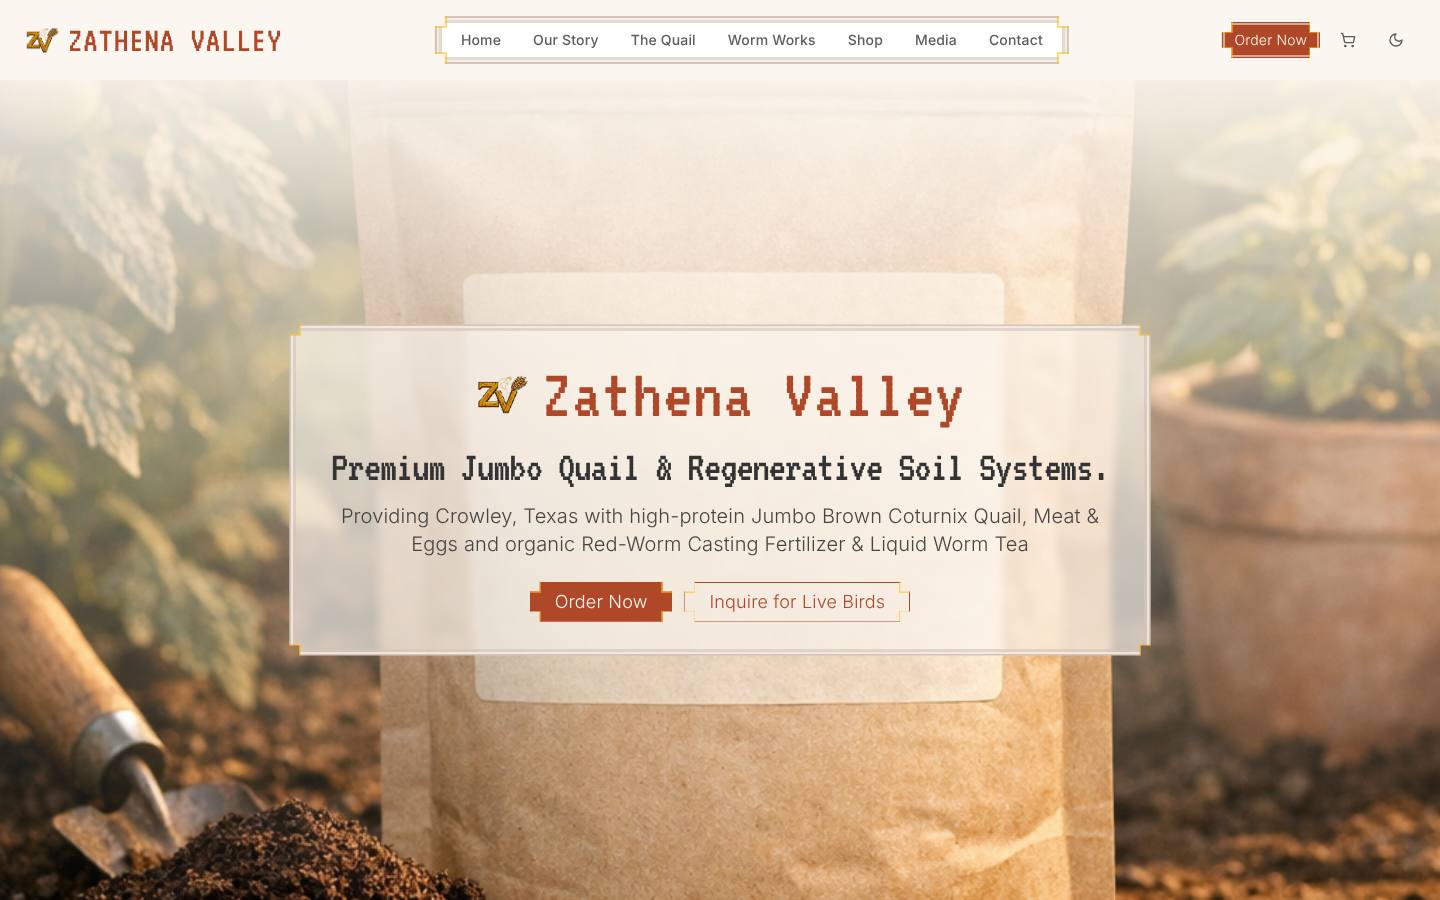 ZV ZATHENA VALLEY
Home Our Story The Quail Worm Works Shop Media Contact
Order Now
ZV Zathena Valley
Premium Jumbo Quail & Regenerative Soil Systems.
Providing Crowley, Texas with high-protein Jumbo Brown Coturnix Quail, Meat &
Eggs and organic Red-Worm Casting Fertilizer & Liquid Worm Tea
Order Now Inquire for Live Birds